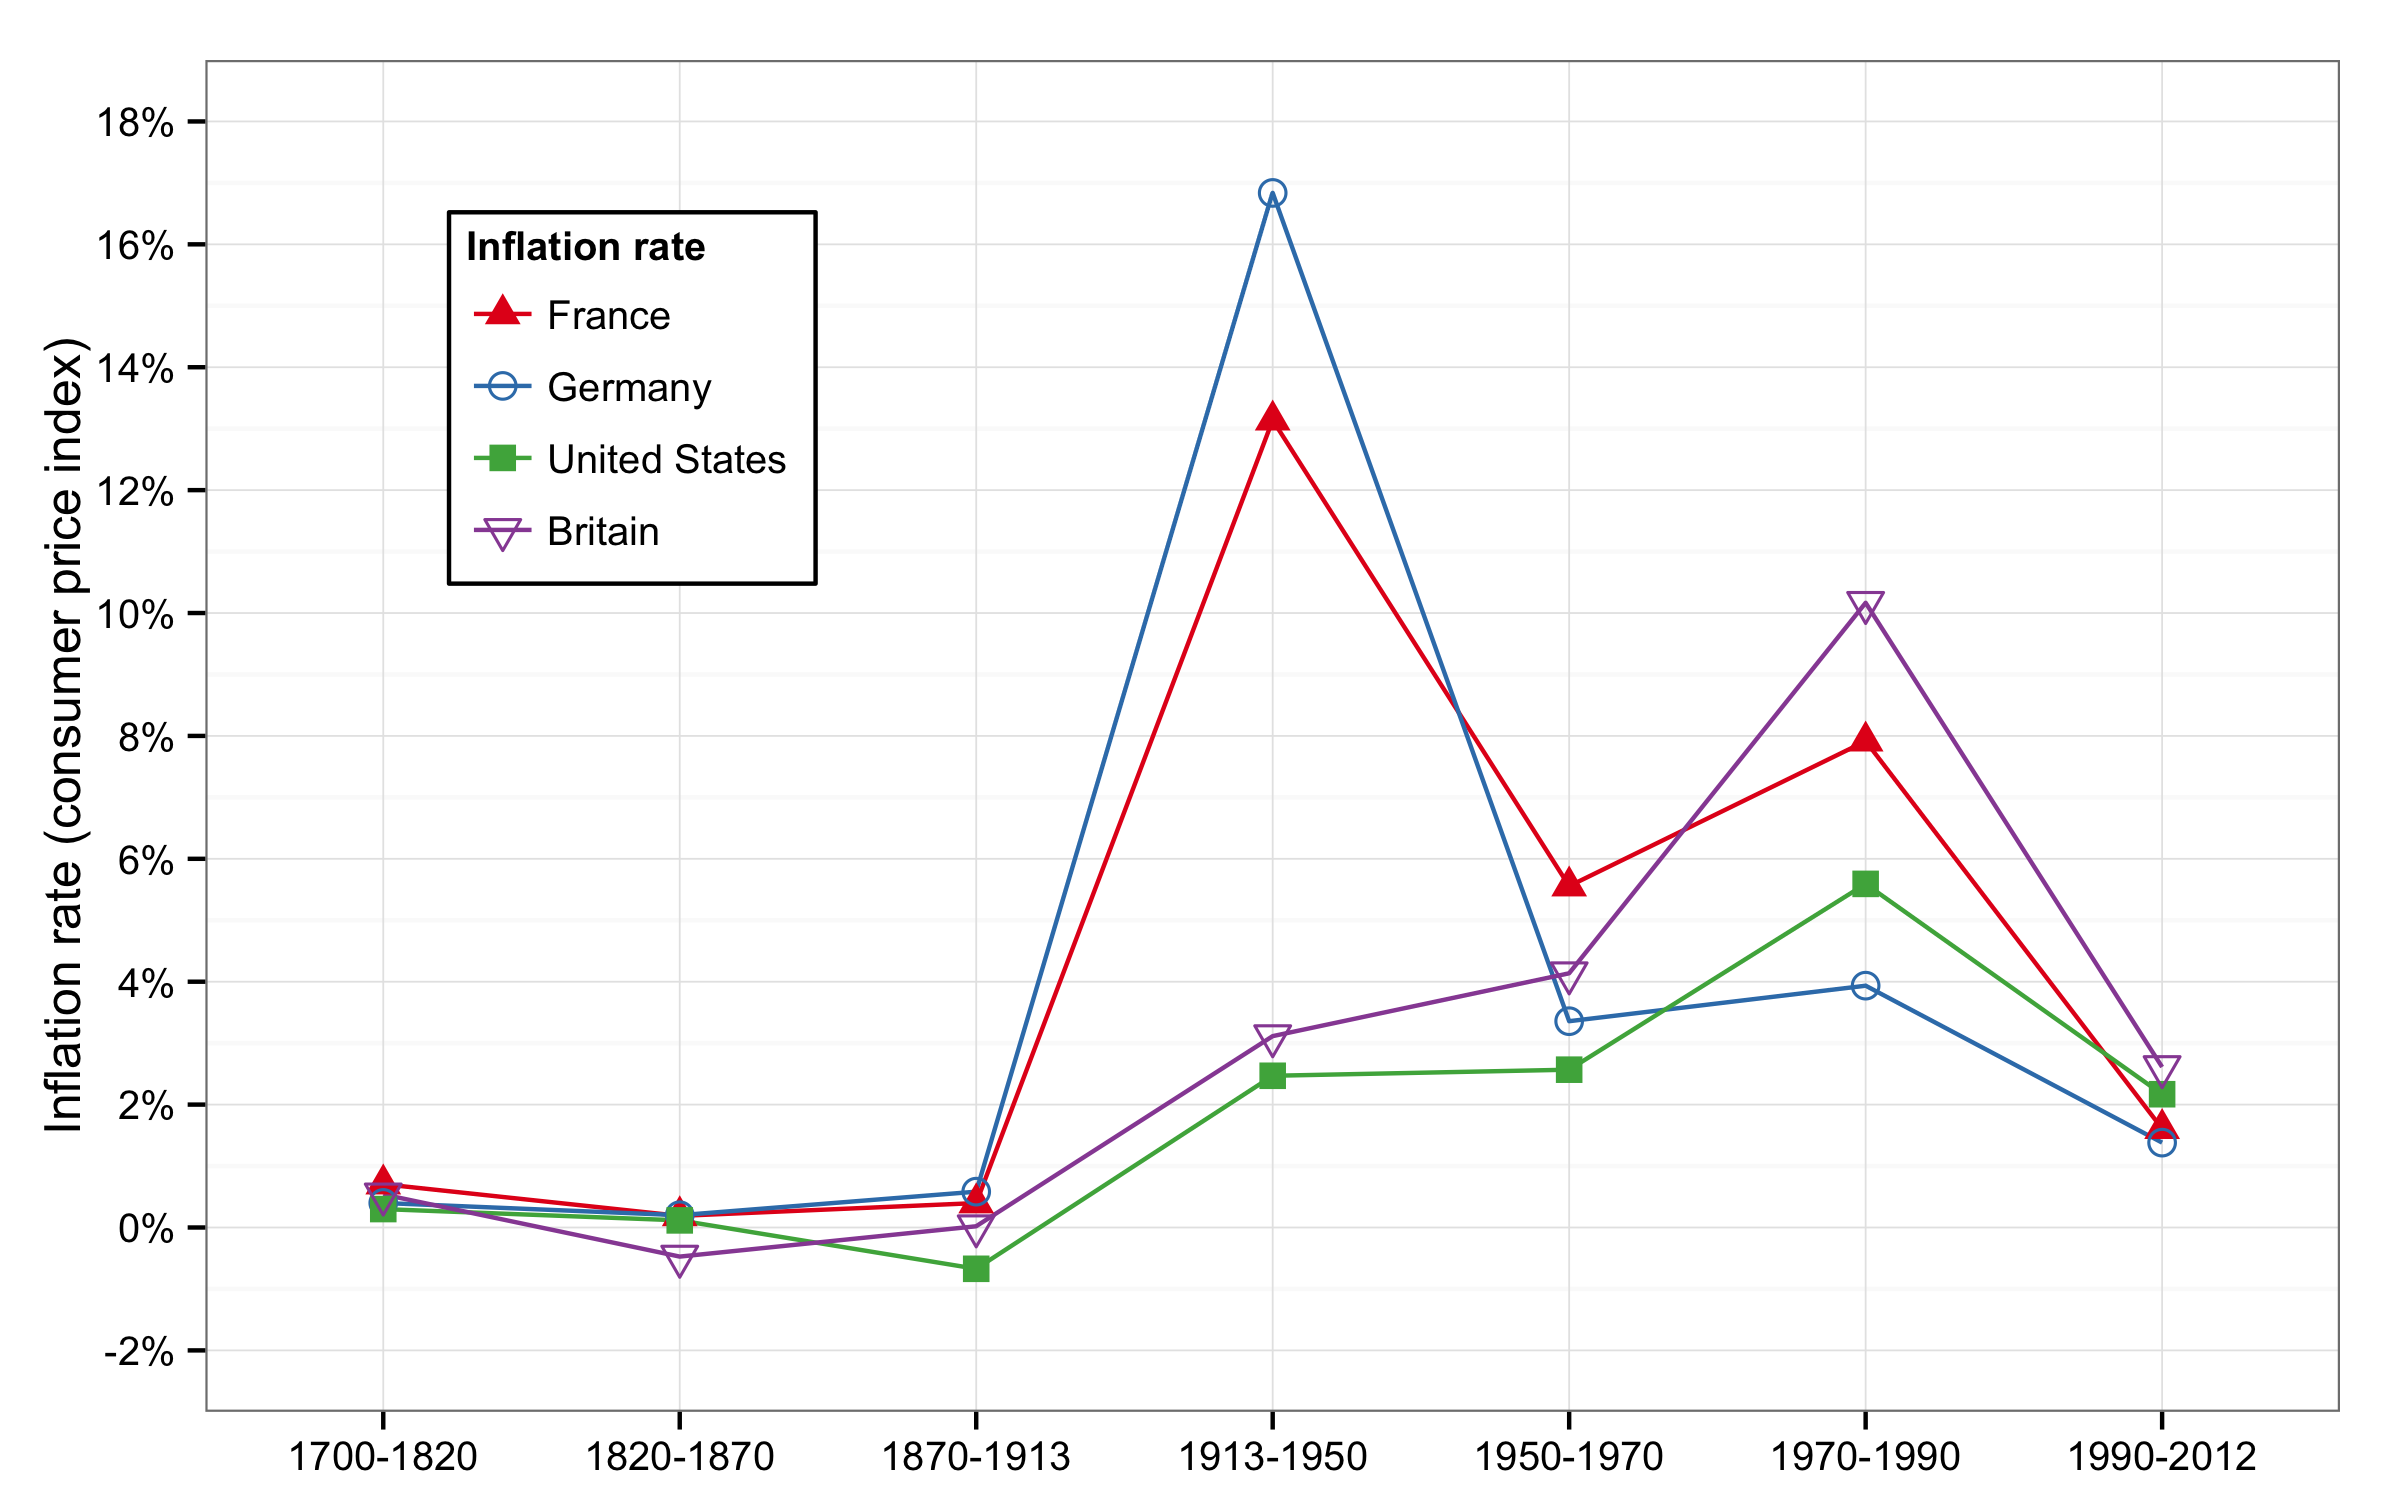 Inflation rate (consumer price index)
18%
16%
14%
12%
10%
8%
6%
4%
2%
0%
-2%
Inflation rate
France
Germany
United States
Britain
1700-1820 1820-1870 1870-1913 1913-1950 1950-1970 1970-1990 1990-2012